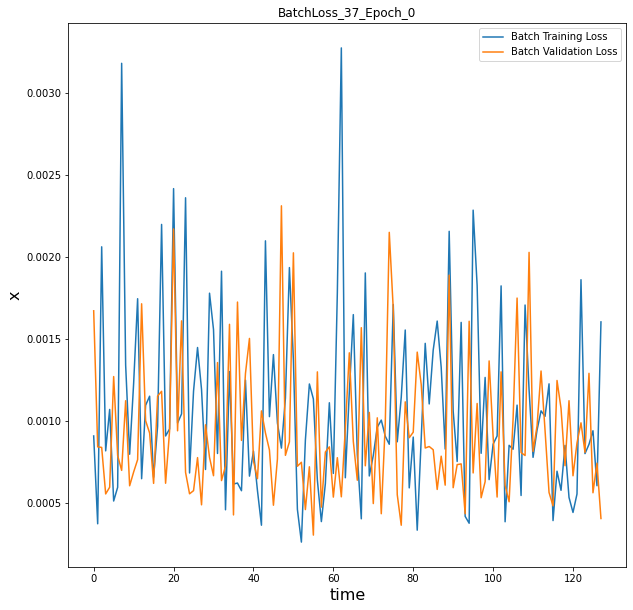 BatchLoss_37_Epoch_0
Batch Training Loss
Batch Validation Loss
x
0.0030
0.0025
0.0020
0.0015
0.0010
0.0005
0 20 40 60 80 100 120
time